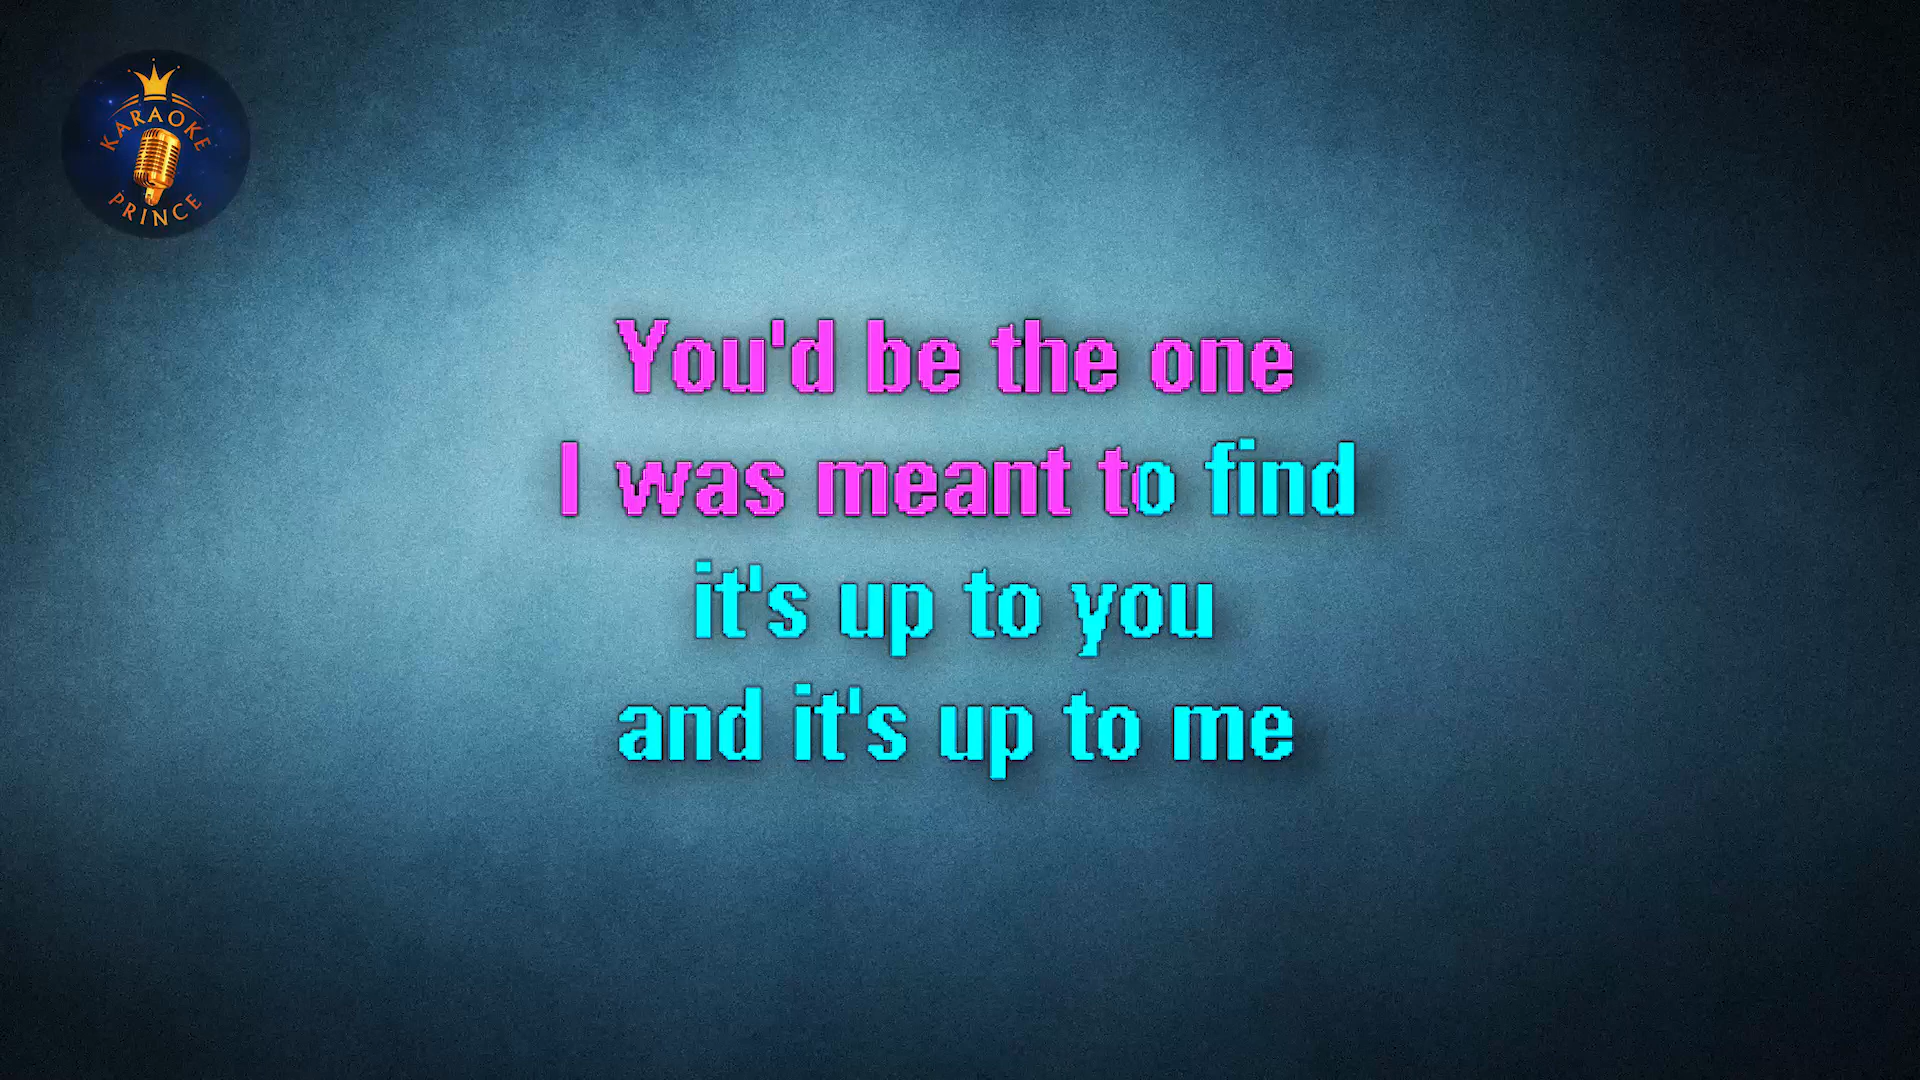 KARAOKE
PRINCE
You'd be the one
I was meant to find
it's up to you
and it's up to me